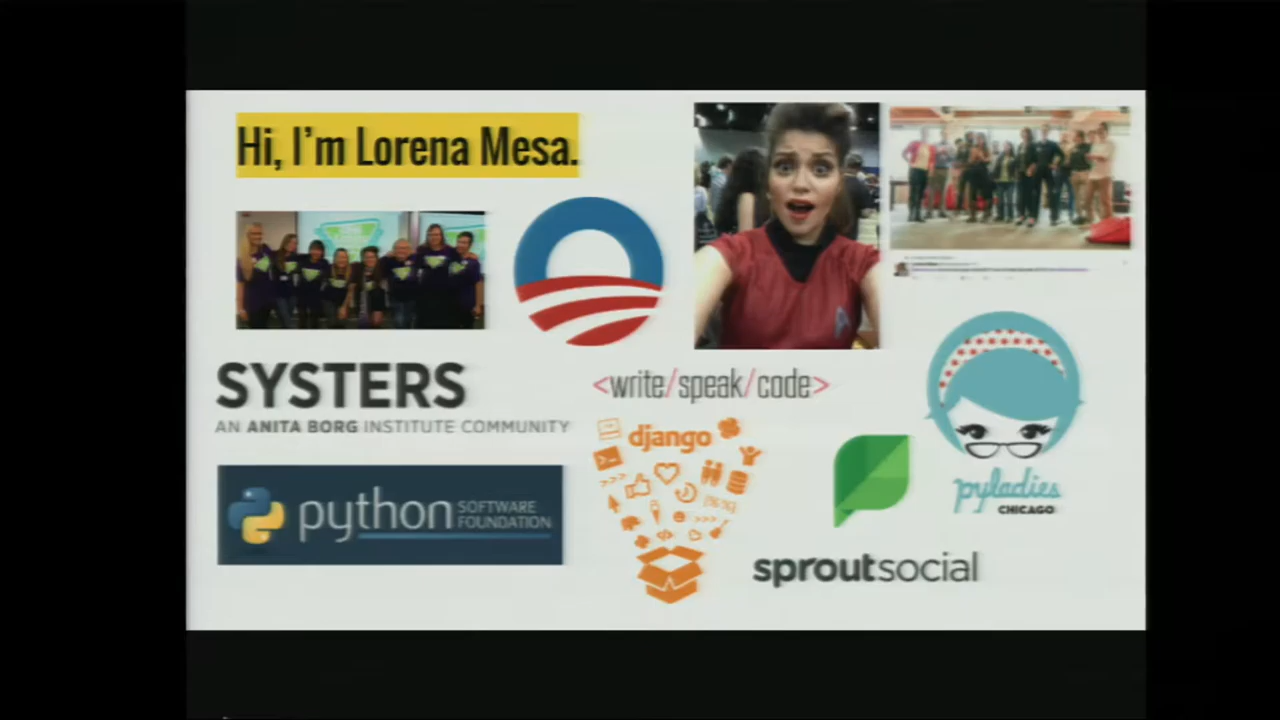 Hi, I'm Lorena Mesa.
SYSTERS
AN ANITA BORG INSTITUTE COMMUNITY
<write/speak/code>
django
python SOFTWARE FOUNDATION
pyladies
CHICAGO
sproutsocial